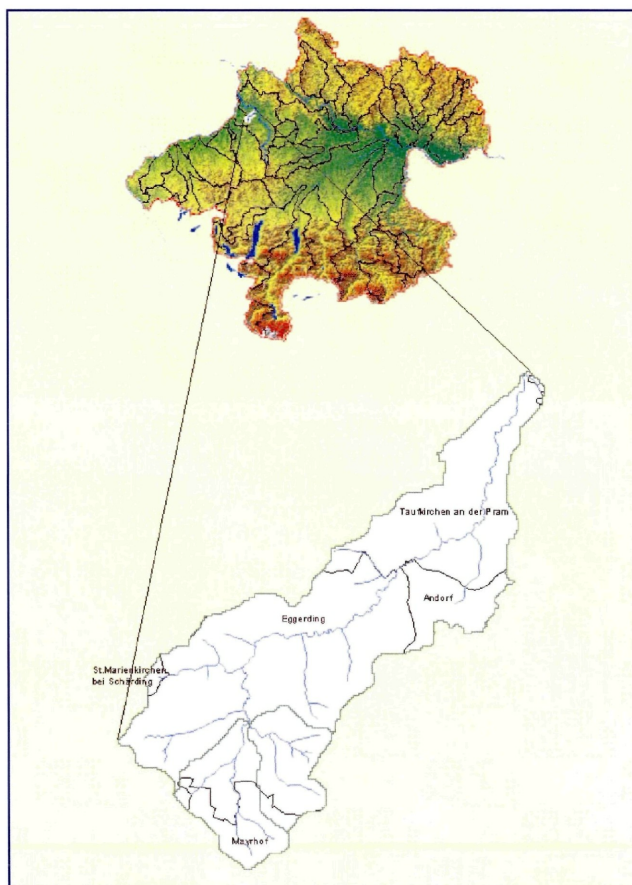 Taufkirchen an der Pram
Andorf
Eggerding
St.Marienkirchen
bei Schärding
Mayrhof